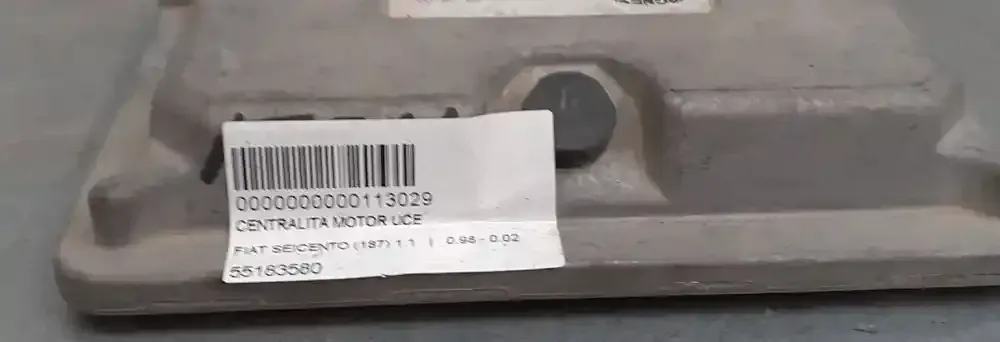 0000000000113029
CENTRALITA MOTOR UCE
FIAT SEICENTO (187) 1.1 | 0.98 - 0.02
55183580